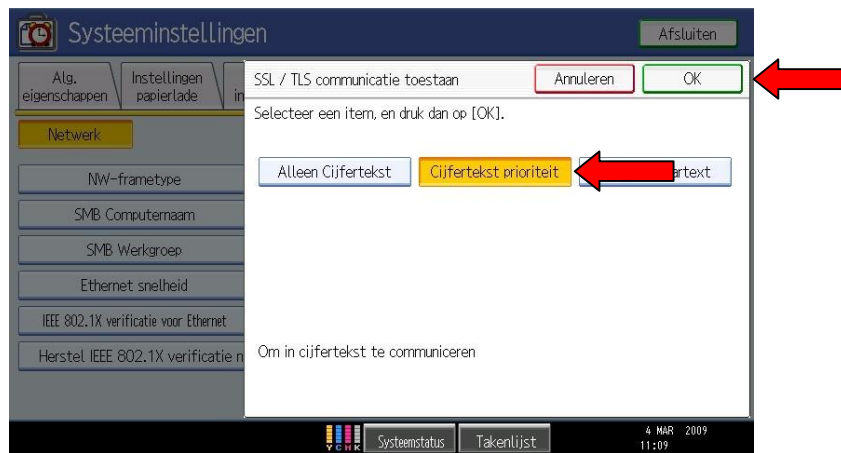 Systeeminstellingen
Afsluiten
Alg. eigenschappen
Instellingen papierlade
in
SSL / TLS communicatie toestaan
Annuleren
OK
Selecteer een item, en druk dan op [OK].
Netwerk
Alleen Cijfertekst
Cijfertekst prioriteit
artext
NW-frametype
SMB Computernaam
SMB Werkgroep
Ethernet snelheid
IEEE 802.1X verificatie voor Ethernet
Herstel IEEE 802.1X verificatie n
Om in cijfertekst te communiceren
Y C M K
Systeemstatus
Takenlijst
4 MAR 2009
11:09